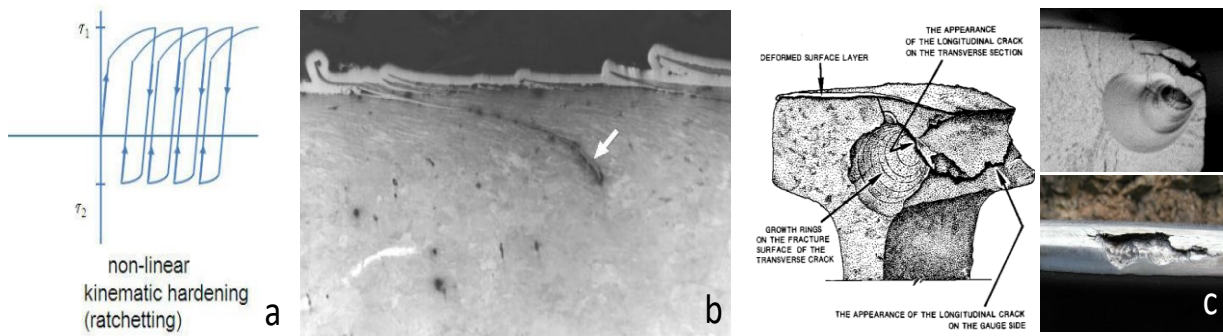 τ1
τ2
non-linear
kinematic hardening
(ratchetting)
a
b
THE APPEARANCE
OF THE LONGITUDINAL CRACK
ON THE TRANSVERSE SECTION
DEFORMED SURFACE LAYER
GROWTH RINGS
ON THE FRACTURE
SURFACE OF THE
TRANSVERSE CRACK
THE APPEARANCE OF THE LONGITUDINAL CRACK
ON THE GAUGE SIDE
c